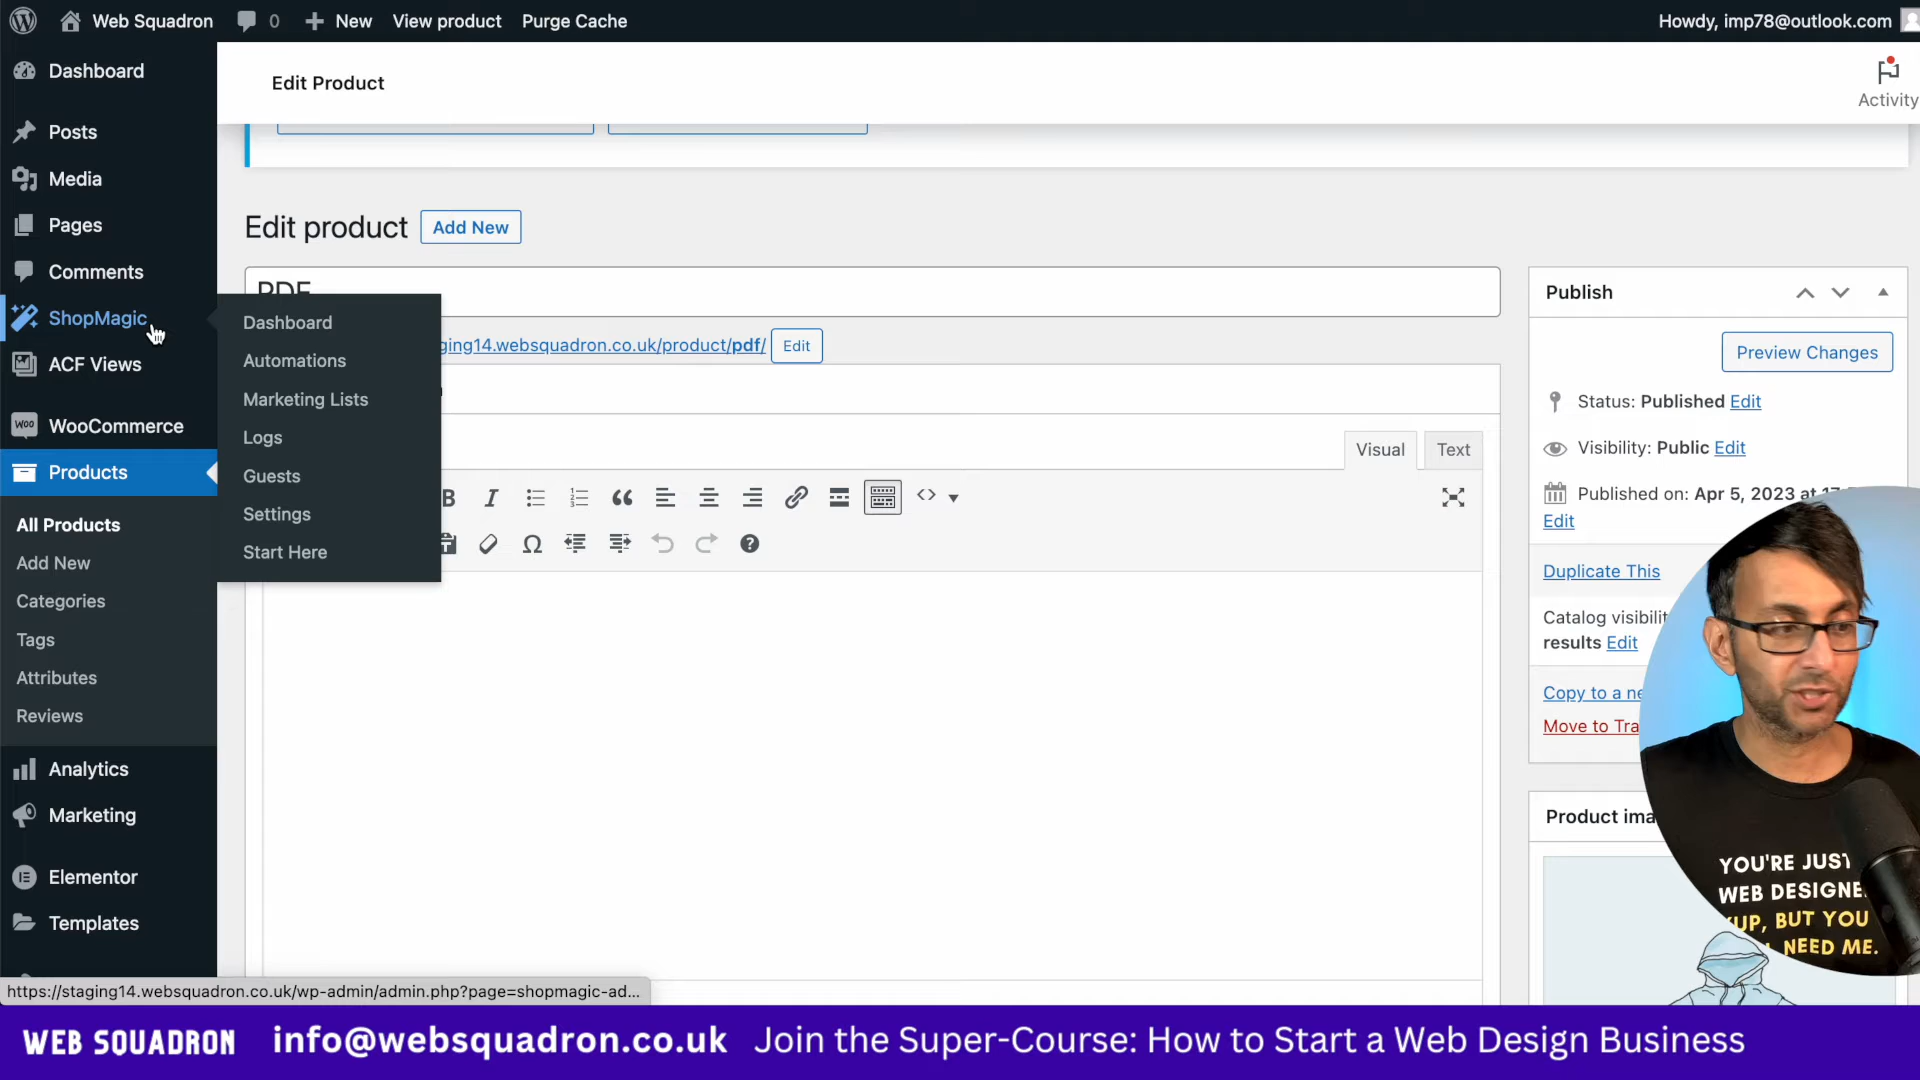 Web Squadron
0
New
View product
Purge Cache
Howdy, imp78@outlook.com
Dashboard
Posts
Media
Pages
Comments
ShopMagic
ACF Views
WOO
WooCommerce
Products
All Products
Add New
Categories
Tags
Attributes
Reviews
Analytics
Marketing
Elementor
Templates
Edit Product
Activity
Edit product
Add New
PDF
ging14.websquadron.co.uk/product/pdf/
Edit
Dashboard
Automations
Marketing Lists
Logs
Guests
Settings
Start Here
Visual
Text
Publish
Preview Changes
Status: Published Edit
Visibility: Public Edit
Published on: Apr 5, 2023 at
Edit
Duplicate This
Catalog visibilit
results Edit
Copy to a ne
Move to Tra
Product ima
YOU'RE JUST
WEB DESIGNE
UP, BUT YOU
NEED ME.
https://staging14.websquadron.co.uk/wp-admin/admin.php?page=shopmagic-ad...
WEB SQUADRON
info@websquadron.co.uk
Join the Super-Course: How to Start a Web Design Business